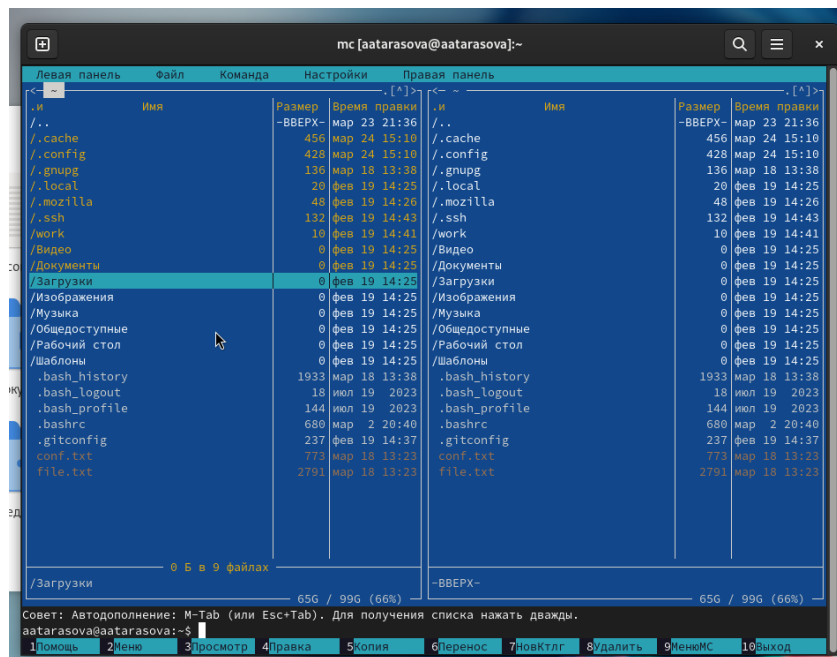 mc [aatarasova@aatarasova]:~
Левая панель Файл Команда Настройки Правая панель
<─ ~ .[^]>
.и Имя Размер Время правки
/.. -ВВЕРХ- мар 23 21:36
/.cache 456 мар 24 15:10
/.config 428 мар 24 15:10
/.gnupg 136 мар 18 13:38
/.local 20 фев 19 14:25
/.mozilla 48 фев 19 14:26
/.ssh 132 фев 19 14:43
/work 10 фев 19 14:41
/Видео 0 фев 19 14:25
/Документы 0 фев 19 14:25
/Загрузки 0 фев 19 14:25
/Изображения 0 фев 19 14:25
/Музыка 0 фев 19 14:25
/Общедоступные 0 фев 19 14:25
/Рабочий стол 0 фев 19 14:25
/Шаблоны 0 фев 19 14:25
.bash_history 1933 мар 18 13:38
.bash_logout 18 июл 19 2023
.bash_profile 144 июл 19 2023
.bashrc 680 мар 2 20:40
.gitconfig 237 фев 19 14:37
conf.txt 773 мар 18 13:23
file.txt 2791 мар 18 13:23
0 Б в 9 файлах
/Загрузки
65G / 99G (66%)
<─ ~ .[^]>
.и Имя Размер Время правки
/.. -ВВЕРХ- мар 23 21:36
/.cache 456 мар 24 15:10
/.config 428 мар 24 15:10
/.gnupg 136 мар 18 13:38
/.local 20 фев 19 14:25
/.mozilla 48 фев 19 14:26
/.ssh 132 фев 19 14:43
/work 10 фев 19 14:41
/Видео 0 фев 19 14:25
/Документы 0 фев 19 14:25
/Загрузки 0 фев 19 14:25
/Изображения 0 фев 19 14:25
/Музыка 0 фев 19 14:25
/Общедоступные 0 фев 19 14:25
/Рабочий стол 0 фев 19 14:25
/Шаблоны 0 фев 19 14:25
.bash_history 1933 мар 18 13:38
.bash_logout 18 июл 19 2023
.bash_profile 144 июл 19 2023
.bashrc 680 мар 2 20:40
.gitconfig 237 фев 19 14:37
conf.txt 773 мар 18 13:23
file.txt 2791 мар 18 13:23
-ВВЕРХ-
65G / 99G (66%)
Совет: Автодополнение: M-Tab (или Esc+Tab). Для получения списка нажать дважды.
aatarasova@aatarasova:~$
1Помощь 2Меню 3Просмотр 4Правка 5Копия 6Перенос 7НовКтлг 8Удалить 9МенюMC 10Выход